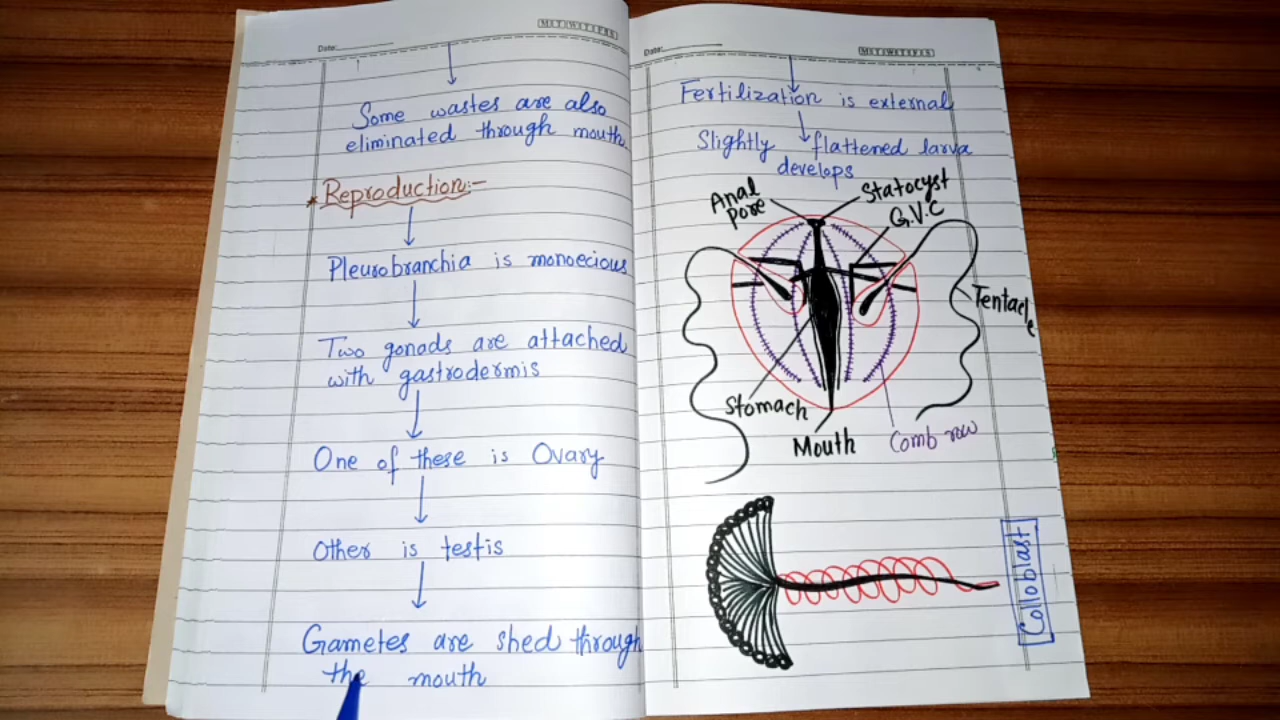 Date:
M T W T F S S
Some wastes are also
eliminated through mouth
* Reproduction:-
Pleurobranchia is monoecious
Two gonads are attached
with gastrodermis
One of these is Ovary
Other is testis
Gametes are shed through
the mouth
Date:
M T W T F S S
Fertilization is external
Slightly flattened larva
develops
Anal
pore
Statocyst
G.V.C
Tentacle
Stomach
Mouth
Comb row
Colloblast